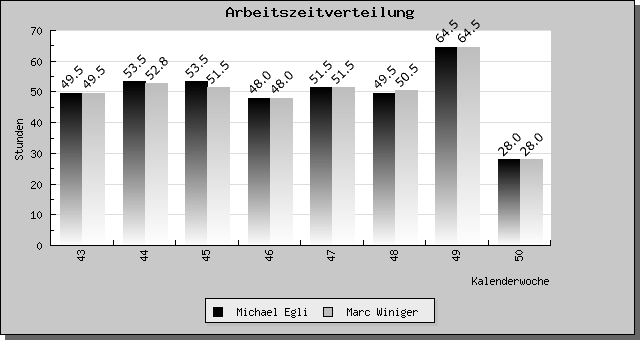 Arbeitszeitverteilung
Stunden
70
60
50
40
30
20
10
0
49.5 49.5 53.5 52.8 53.5 51.5 48.0 48.0 51.5 51.5 49.5 50.5 64.5 64.5 28.0 28.0
43 44 45 46 47 48 49 50
Kalenderwoche
Michael Egli Marc Winiger